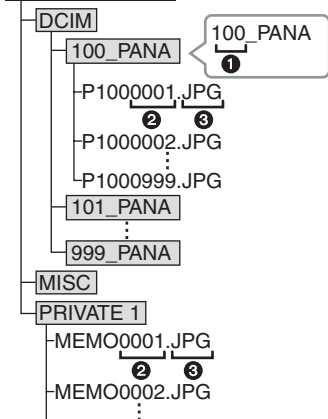 DCIM
100_PANA
100_PANA
❶
P1000001.JPG
❷ ❸
P1000002.JPG
P1000999.JPG
101_PANA
999_PANA
MISC
PRIVATE 1
MEMO0001.JPG
❷ ❸
MEMO0002.JPG